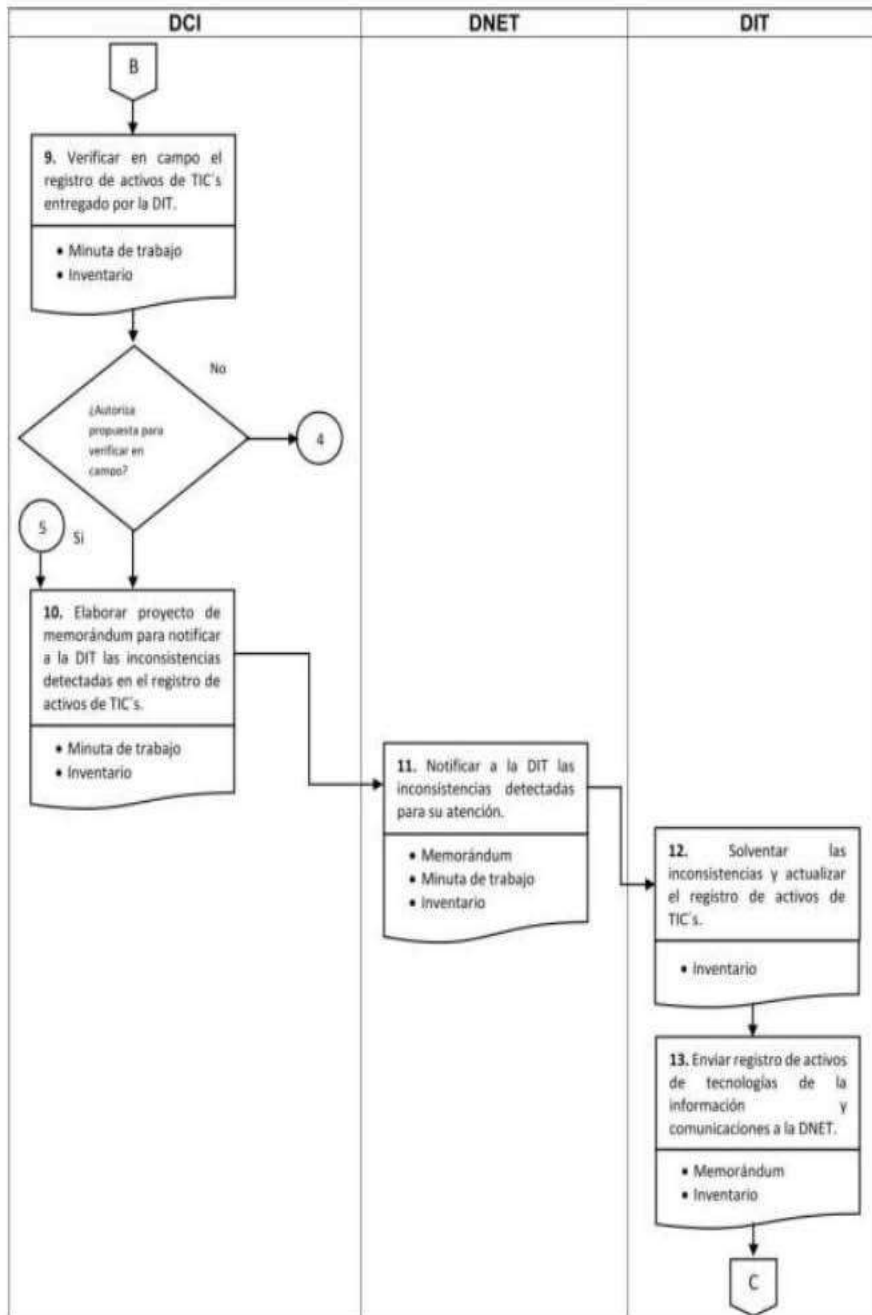 DCI
DNET
DIT
B
9. Verificar en campo el
registro de activos de TIC´s
entregado por la DIT.
• Minuta de trabajo
• Inventario
No
¿Autoriza
propuesta para
verificar en
campo?
4
5
Si
10. Elaborar proyecto de
memorándum para notificar
a la DIT las inconsistencias
detectadas en el registro de
activos de TIC´s.
• Minuta de trabajo
• Inventario
11. Notificar a la DIT las
inconsistencias detectadas
para su atención.
• Memorándum
• Minuta de trabajo
• Inventario
12. Solventar las
inconsistencias y actualizar
el registro de activos de
TIC´s.
• Inventario
13. Enviar registro de activos
de tecnologías de la
información y
comunicaciones a la DNET.
• Memorándum
• Inventario
C